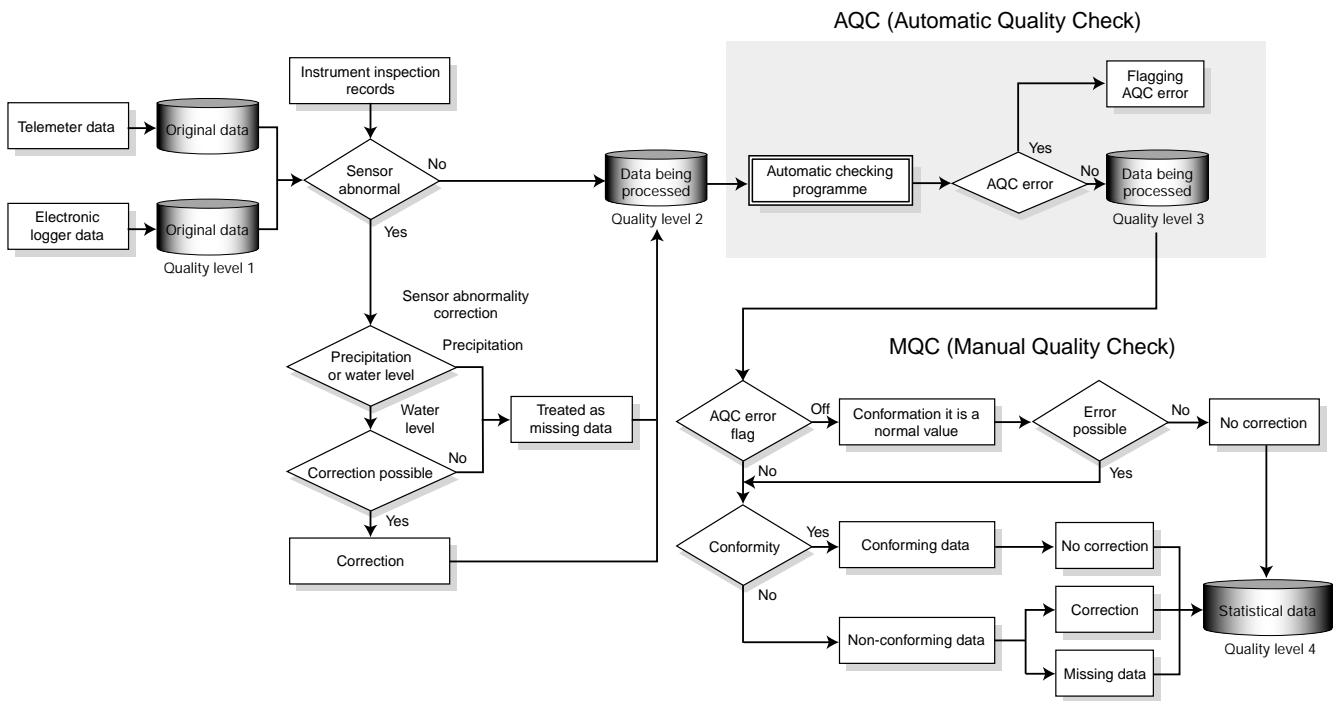 AQC (Automatic Quality Check)
Instrument inspection
records
Flagging
AQC error
Telemeter data
Original data
Sensor
abnormal
No
Yes
Data being
processed
Quality level 2
Automatic checking
programme
AQC error
Yes
No
Data being
processed
Quality level 3
Electronic
logger data
Original data
Quality level 1
Sensor abnormality
correction
Precipitation
or water level
Precipitation
Water
level
Treated as
missing data
Correction possible
No
Yes
Correction
MQC (Manual Quality Check)
AQC error
flag
Off
Conformation it is a
normal value
Error
possible
No
No correction
No
Yes
Conformity
Yes
Conforming data
No correction
No
Non-conforming data
Correction
Missing data
Statistical data
Quality level 4